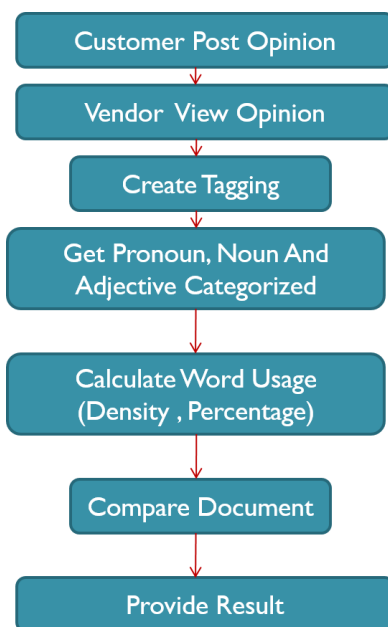 Customer Post Opinion
Vendor View Opinion
Create Tagging
Get Pronoun, Noun And
Adjective Categorized
Calculate Word Usage
(Density , Percentage)
Compare Document
Provide Result